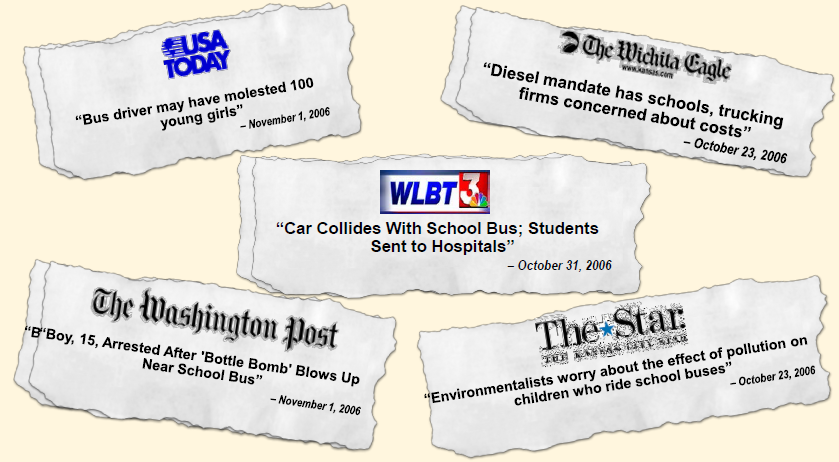 USA
TODAY
“Bus driver may have molested 100
young girls”
– November 1, 2006
The Wichita Eagle
www.kansas.com
“Diesel mandate has schools, trucking
firms concerned about costs”
– October 23, 2006
WLBT 3
“Car Collides With School Bus; Students
Sent to Hospitals”
– October 31, 2006
The Washington Post
“B“Boy, 15, Arrested After 'Bottle Bomb' Blows Up
Near School Bus”
– November 1, 2006
The Star.
THE KANSAS CITY STAR
“Environmentalists worry about the effect of pollution on
children who ride school buses”
– October 23, 2006